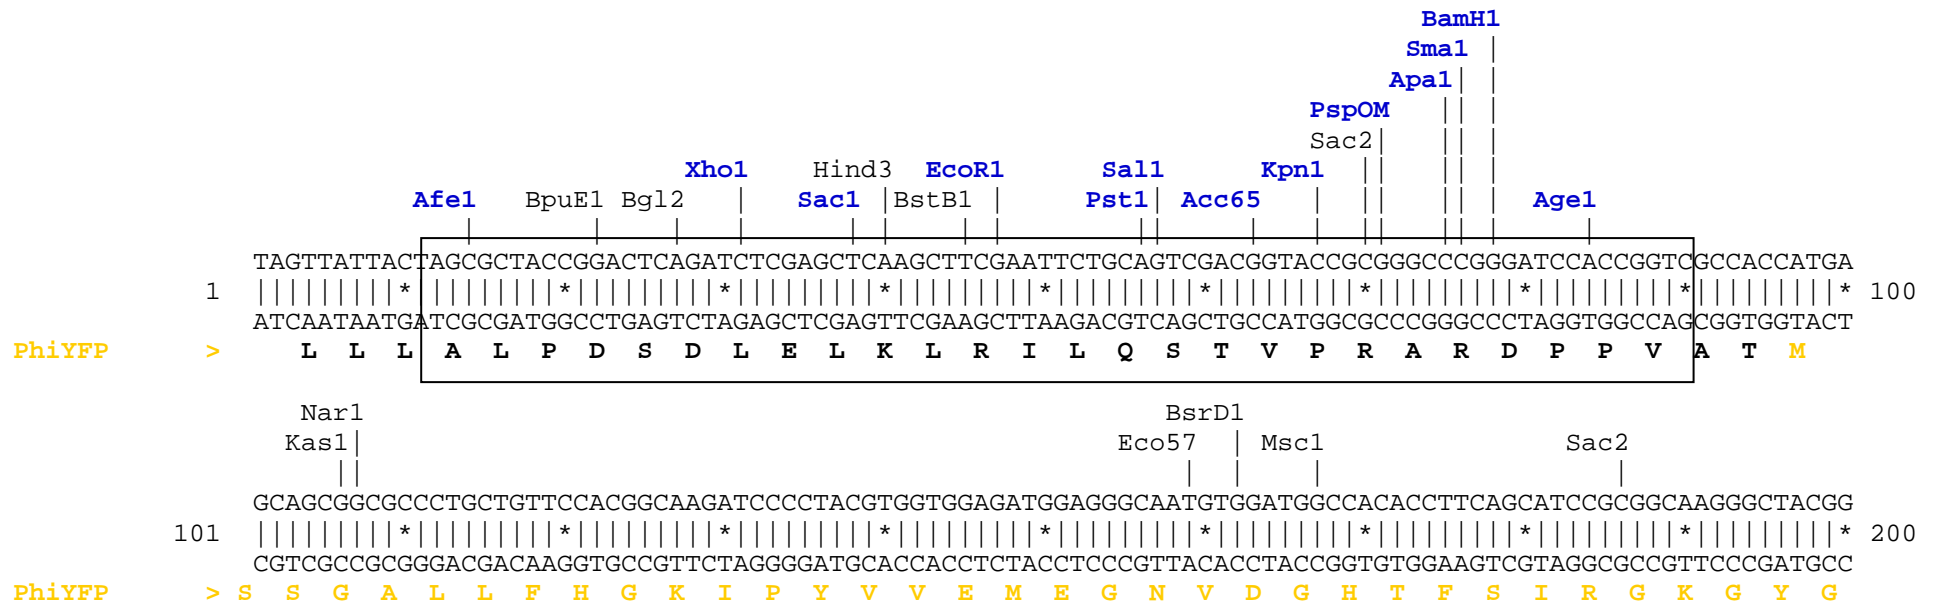 BamH1
Sma1
Apa1
PspOM
Sac2
Xho1 Hind3 EcoR1 Sal1 Kpn1
Afe1 BpuE1 Bgl2 Sac1 BstB1 Pst1 Acc65 Age1
TAGTTATTACTAGCGCTACCGGACTCAGATCTCGAGCTCAAGCTTCGAATTCTGCAGTCGACGGTACCGCGGGCCCGGGATCCACCGGTCGCCACCATGA
1 |||||||||*|||||||||*|||||||||*|||||||||*|||||||||*|||||||||*|||||||||*|||||||||*|||||||||*|||||||||* 100
ATCAATAATGATCGCGATGGCCTGAGTCTAGAGCTCGAGTTCGAAGCTTAAGACGTCAGCTGCCATGGCGCCCGGGCCCTAGGTGGCCAGCGGTGGTACT
PhiYFP > L L L A L P D S D L E L K L R I L Q S T V P R A R D P P V A T M
Nar1 BsrD1
Kas1 Eco57 Msc1 Sac2
GCAGCGGCGCCCTGCTGTTCCACGGCAAGATCCCCTACGTGGTGGAGATGGAGGGCAATGTGGATGGCCACACCTTCAGCATCCGCGGCAAGGGCTACGG
101 |||||||||*|||||||||*|||||||||*|||||||||*|||||||||*|||||||||*|||||||||*|||||||||*|||||||||*|||||||||* 200
CGTCGCCGCGGGACGACAAGGTGCCGTTCTAGGGGATGCACCACCTCTACCTCCCGTTACACCTACCGGTGTGGAAGTCGTAGGCGCCGTTCCCGATGCC
PhiYFP > S S G A L L F H G K I P Y V V E M E G N V D G H T F S I R G K G Y G